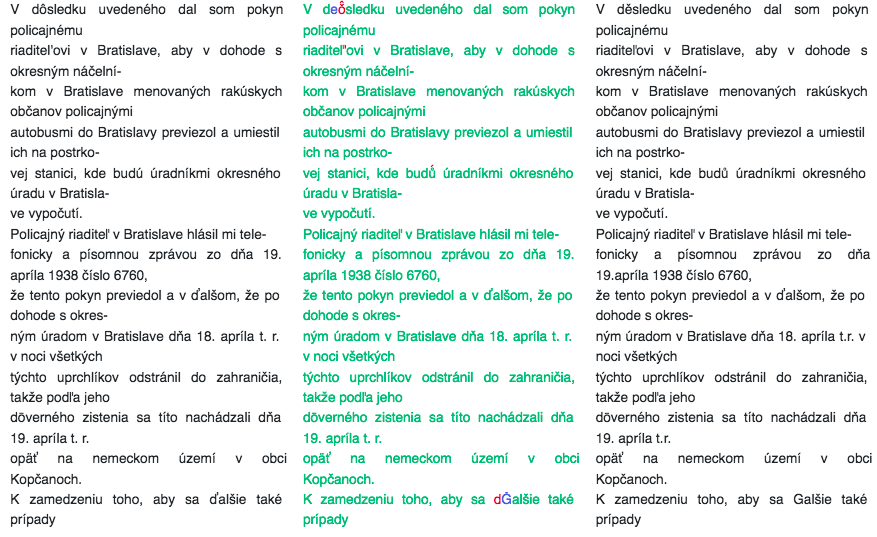 V dôsledku uvedeného dal som pokyn
policajnému
riaditeľovi v Bratislave, aby v dohode s
okresným náčelní-
kom v Bratislave menovaných rakúskych
občanov policajnými
autobusmi do Bratislavy previezol a umiestil
ich na postrko-
vej stanici, kde budú úradníkmi okresného
úradu v Bratisla-
ve vypočutí.
Policajný riaditeľ v Bratislave hlásil mi tele-
fonicky a písomnou zprávou zo dňa 19.
apríla 1938 číslo 6760,
že tento pokyn previedol a v ďalšom, že po
dohode s okres-
ným úradom v Bratislave dňa 18. apríla t. r.
v noci všetkých
týchto uprchlíkov odstránil do zahraničia,
takže podľa jeho
dōverného zistenia sa títo nachádzali dňa
19. apríla t. r.
opäť na nemeckom území v obci
Kopčanoch.
K zamedzeniu toho, aby sa ďalšie také
prípady
V uvedeného dal som pokyn
policajnému
riaditel"ovi v Bratislave, aby v dohode s
okresným náčelní-
kom v Bratislave menovaných rakúskych
občanov policajnými
autobusmi do Bratislavy previezol a umiestil
ich na postrko-
vej stanici, kde úradníkmi okresného
úradu v Bratisla-
ve vypočutí.
Policajný riaditeľ v Bratislave hlásil mi tele-
fonicky a písomnou zprávou zo dňa 19.
apríla 1938 číslo 6760,
že tento pokyn previedol a v ďalšom, že po
dohode s okres-
ným úradom v Bratislave dňa 18. apríla t. r.
v noci všetkých
týchto uprchlíkov odstránil do zahraničia,
takže podľa jeho
dōverného zistenia sa títo nachádzali dňa
19. apríla t. r.
opäť na nemeckom území v obci
Kopčanoch.
K zamedzeniu toho, aby sa také
prípady
V děsledku uvedeného dal som pokyn
policajnému
riaditeľovi v Bratislave, aby v dohode s
okresným náčelní-
kom v Bratislave menovaných rakúskych
občanov policajnými
autobusmi do Bratislavy previezol a umiestil
ich na postrko-
vej stanici, kde budů úradníkmi okresného
úradu v Bratisla-
ve vypočutí.
Policajný riaditeľ v Bratislave hlásil mi tele-
fonicky a písomnou zprávou zo dňa
19.apríla 1938 číslo 6760,
že tento pokyn previedol a v ďalšom, že po
dohode s okres-
ným úradom v Bratislave dňa 18. apríla t.r. v
noci všetkých
týchto uprchlíkov odstránil do zahraničia,
takže podľa jeho
dōverného zistenia sa títo nachádzali dňa
19. apríla t.r.
opäť na nemeckom území v obci
Kopčanoch.
K zamedzeniu toho, aby sa Galšie také
prípady